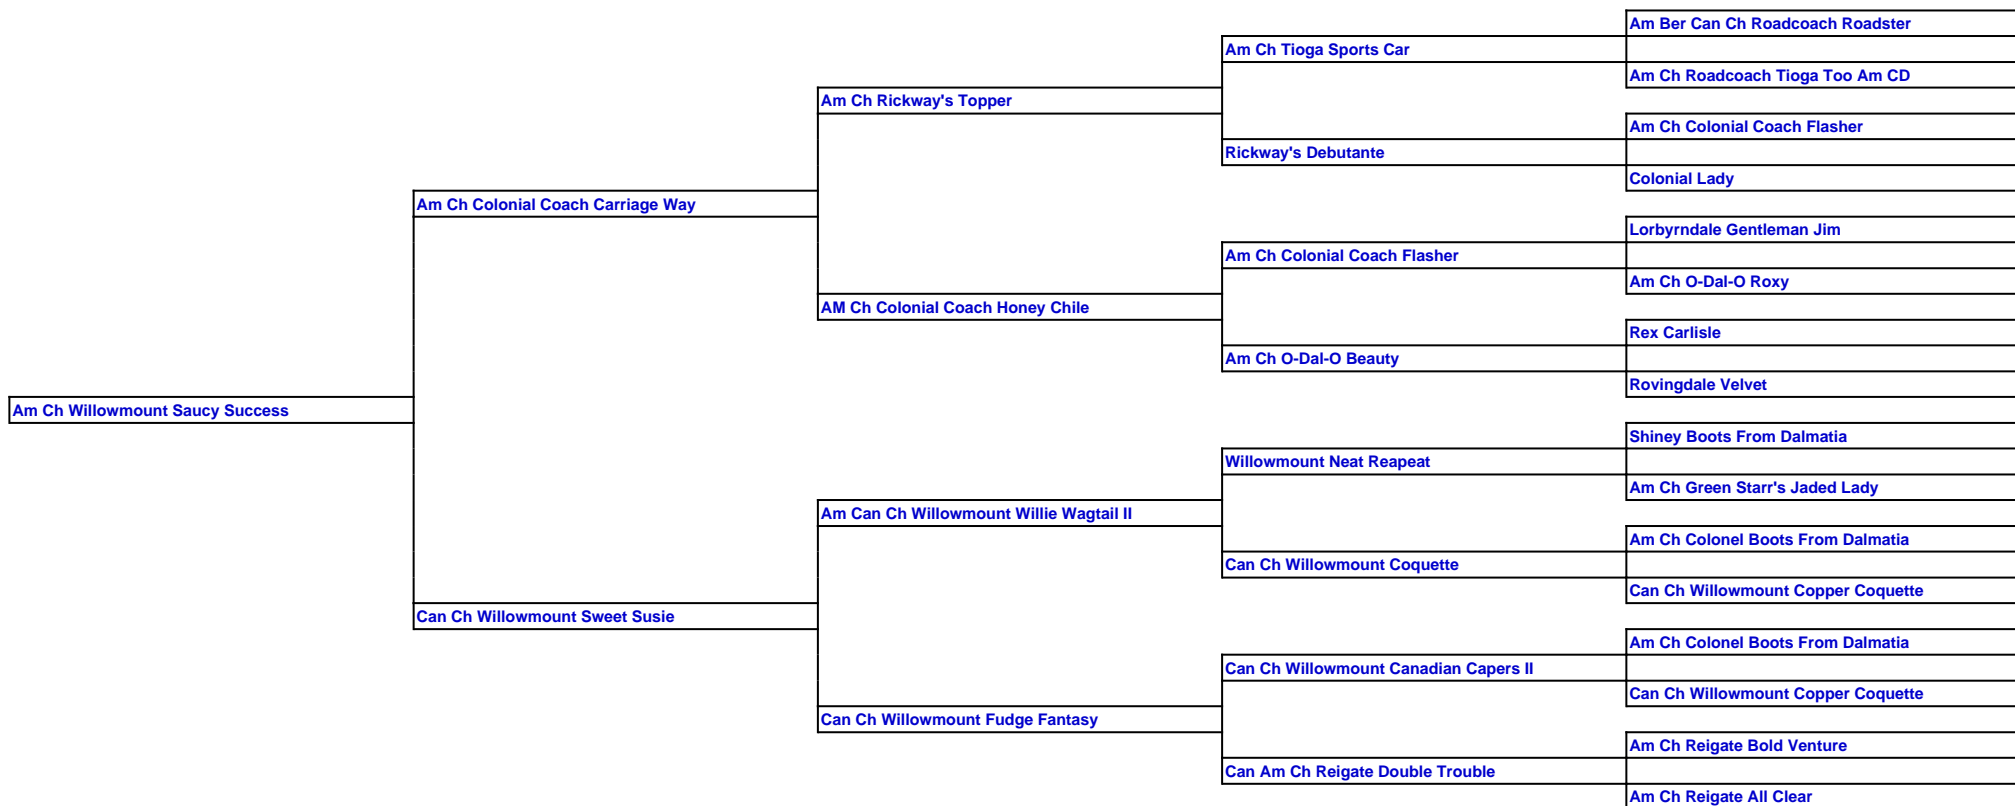 Am Ber Can Ch Roadcoach Roadster
Am Ch Tioga Sports Car
Am Ch Roadcoach Tioga Too Am CD
Am Ch Rickway's Topper
Am Ch Colonial Coach Flasher
Rickway's Debutante
Colonial Lady
Am Ch Colonial Coach Carriage Way
Lorbyrndale Gentleman Jim
Am Ch Colonial Coach Flasher
Am Ch O-Dal-O Roxy
AM Ch Colonial Coach Honey Chile
Rex Carlisle
Am Ch O-Dal-O Beauty
Rovingdale Velvet
Am Ch Willowmount Saucy Success
Shiney Boots From Dalmatia
Willowmount Neat Reapeat
Am Ch Green Starr's Jaded Lady
Am Can Ch Willowmount Willie Wagtail II
Am Ch Colonel Boots From Dalmatia
Can Ch Willowmount Coquette
Can Ch Willowmount Copper Coquette
Can Ch Willowmount Sweet Susie
Am Ch Colonel Boots From Dalmatia
Can Ch Willowmount Canadian Capers II
Can Ch Willowmount Copper Coquette
Can Ch Willowmount Fudge Fantasy
Am Ch Reigate Bold Venture
Can Am Ch Reigate Double Trouble
Am Ch Reigate All Clear